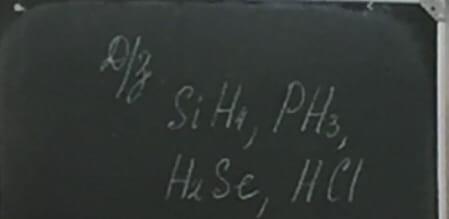 Д/з
SiH₄, PH₃,
H₂Se, HCl